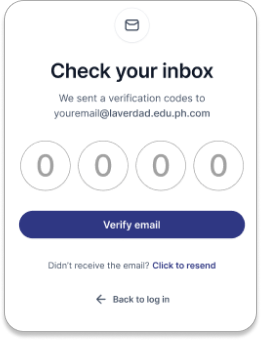 Check your inbox
We sent a verification codes to
youremail@laverdad.edu.ph.com
0 0 0 0
Verify email
Didn't receive the email? Click to resend
← Back to log in